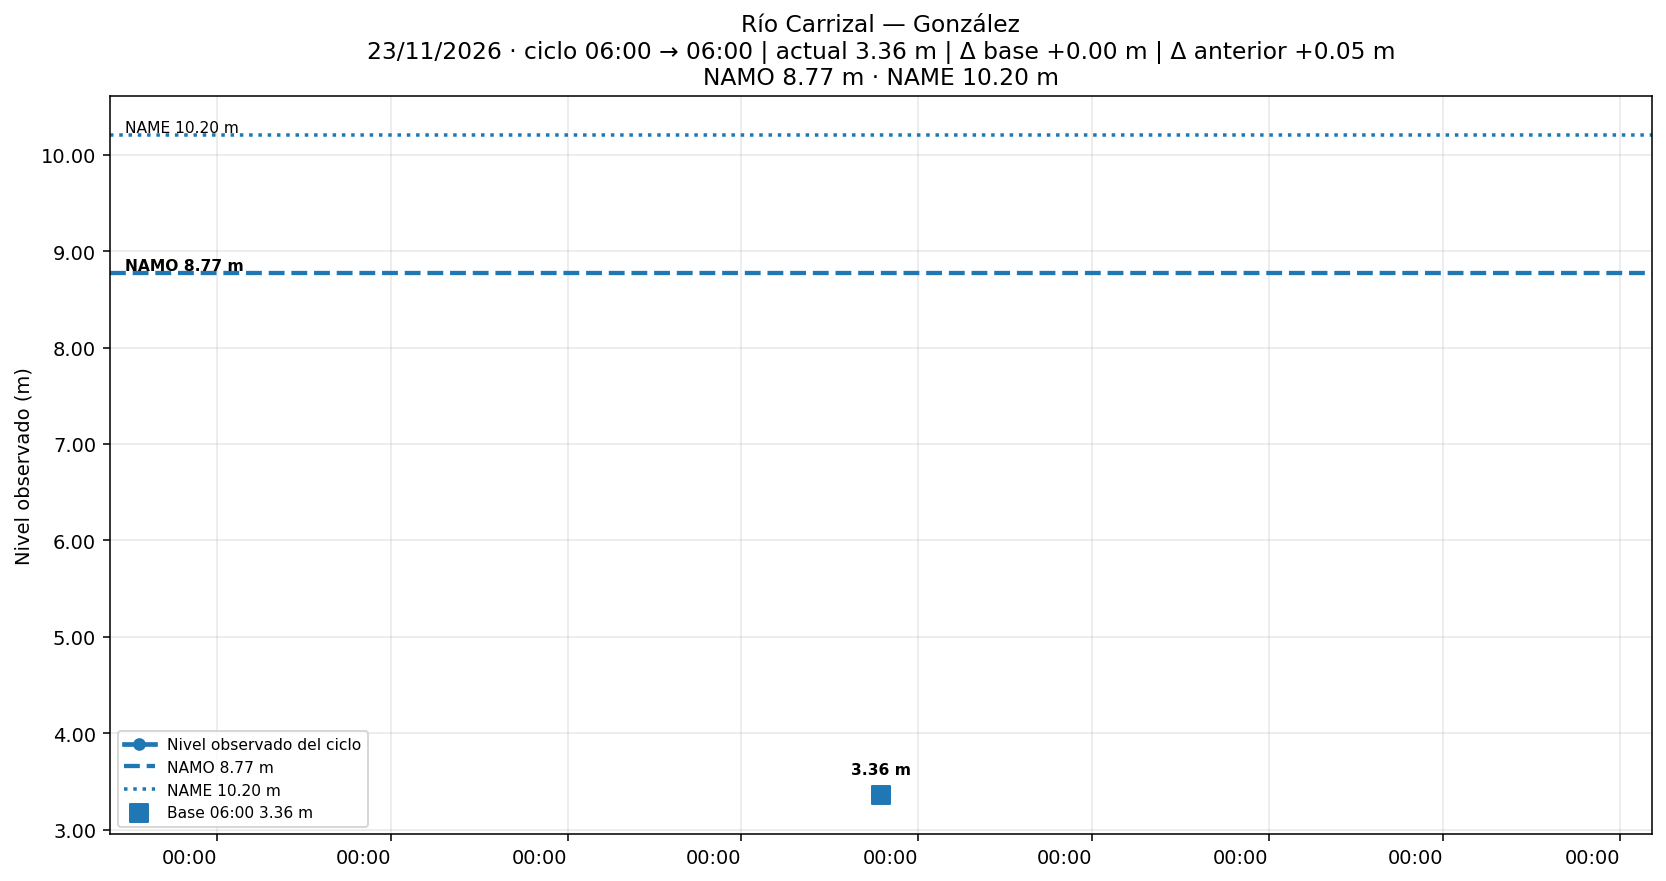 Río Carrizal — González
23/11/2026 · ciclo 06:00 → 06:00 | actual 3.36 m | Δ base +0.00 m | Δ anterior +0.05 m
NAMO 8.77 m · NAME 10.20 m
NAME 10.20 m
10.00
9.00
NAMO 8.77 m
8.00
7.00
Nivel observado (m)
6.00
5.00
4.00
3.00
3.36 m
Nivel observado del ciclo
NAMO 8.77 m
NAME 10.20 m
Base 06:00 3.36 m
00:00 00:00 00:00 00:00 00:00 00:00 00:00 00:00 00:00